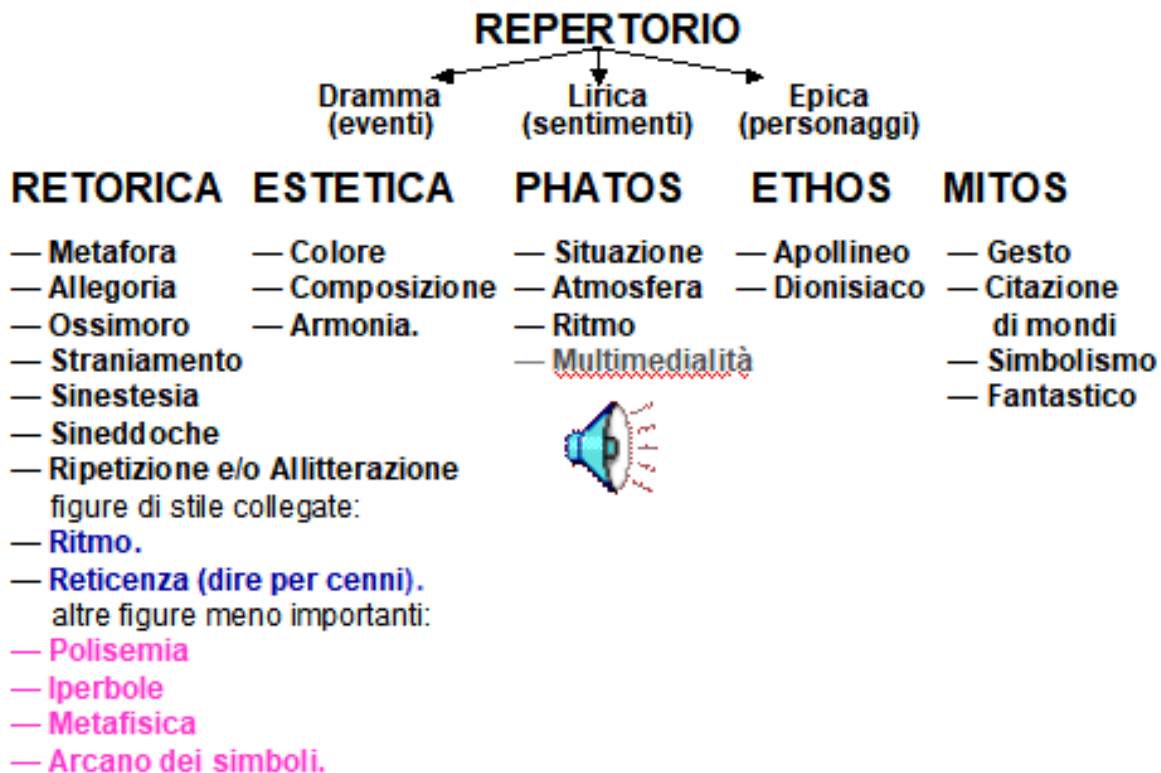 REPERTORIO
Dramma
(eventi)
Lirica
(sentimenti)
Epica
(personaggi)
RETORICA
— Metafora
— Allegoria
— Ossimoro
— Straniamento
— Sinestesia
— Sineddoche
— Ripetizione e/o Allitterazione
figure di stile collegate:
— Ritmo.
— Reticenza (dire per cenni).
altre figure meno importanti:
— Polisemia
— Iperbole
— Metafisica
— Arcano dei simboli.
ESTETICA
— Colore
— Composizione
— Armonia.
PHATOS
— Situazione
— Atmosfera
— Ritmo
— Multimedialità
ETHOS
— Apollineo
— Dionisiaco
MITOS
— Gesto
— Citazione
di mondi
— Simbolismo
— Fantastico